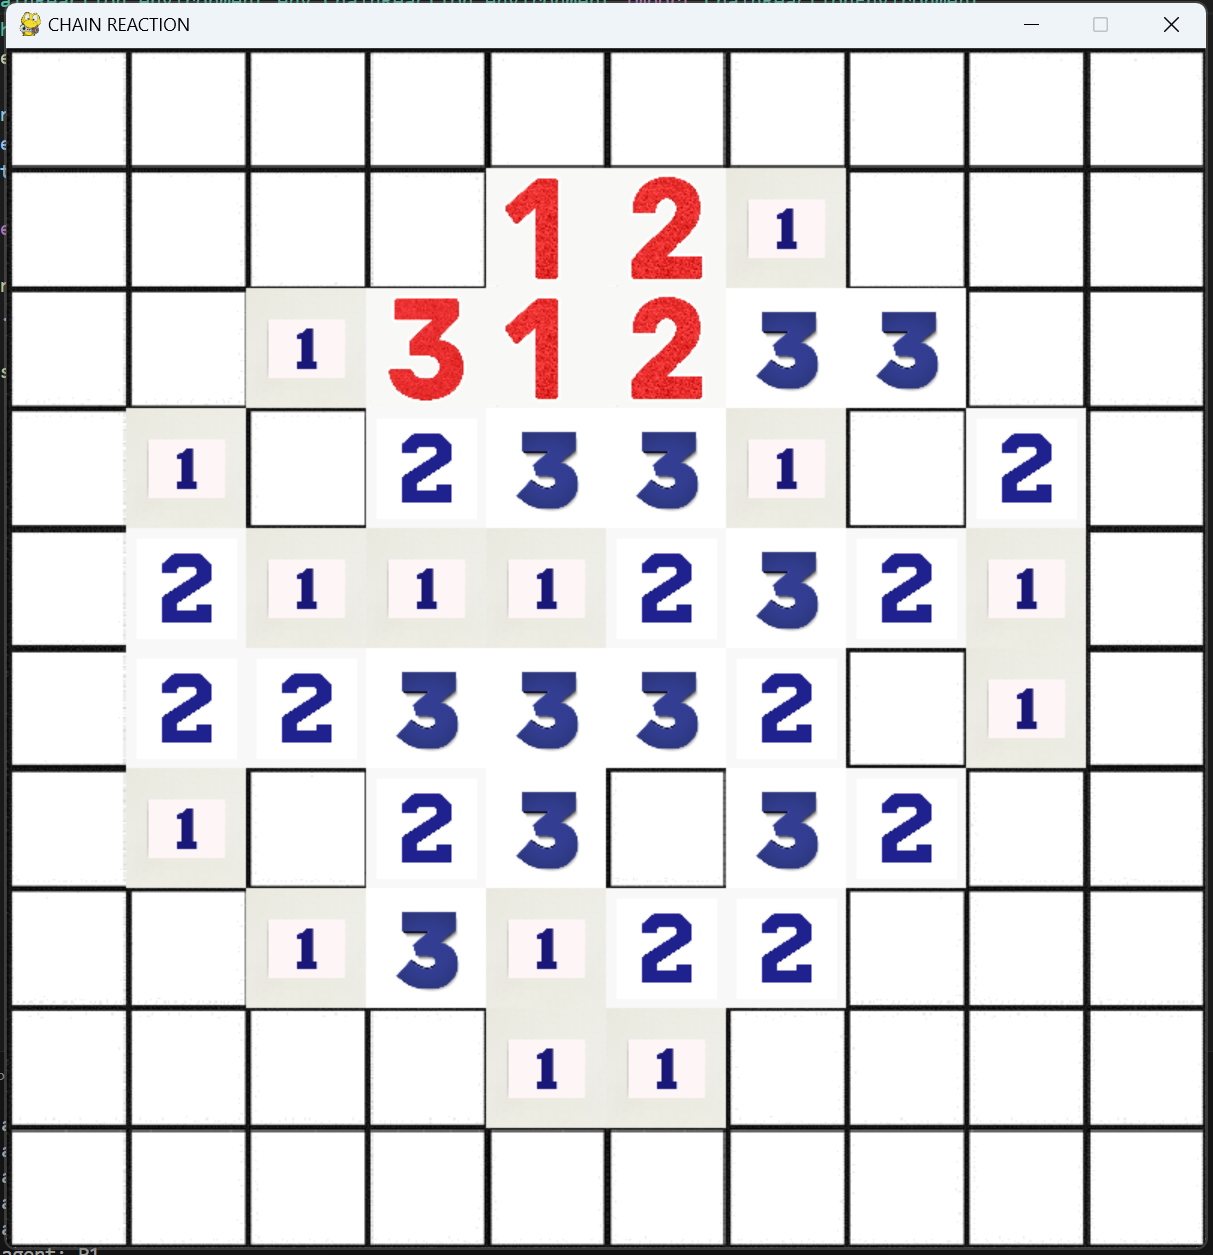 CHAIN REACTION
1 2 1
1 3 1 2 3 3
1 2 3 3 1 2
2 1 1 1 2 3 2 1
2 2 3 3 3 2 1
1 2 3 3 2
1 3 1 2 2
1 1